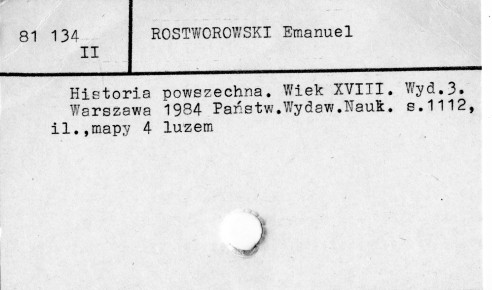 81 134
II
ROSTWOROWSKI Emanuel
Historia powszechna. Wiek XVIII. Wyd.3.
Warszawa 1984 Państw.Wydaw.Nauk. s.1112,
il.,mapy 4 luzem